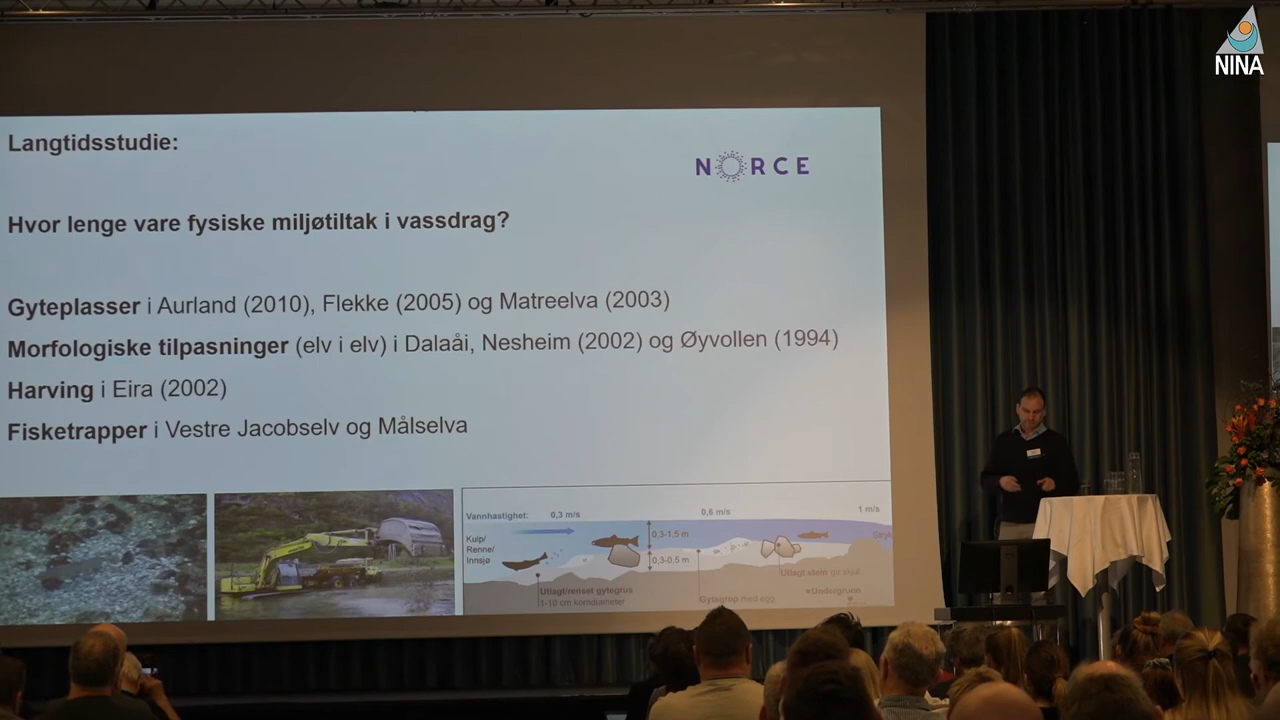 NINA
Langtidsstudie:
NORCE
Hvor lenge vare fysiske miljøtiltak i vassdrag?
Gyteplasser i Aurland (2010), Flekke (2005) og Matreelva (2003)
Morfologiske tilpasninger (elv i elv) i Dalaåi, Nesheim (2002) og Øyvollen (1994)
Harving i Eira (2002)
Fisketrapper i Vestre Jacobselv og Målselva
Vannhastighet: 0,3 m/s 0,6 m/s 1 m/s
Kulp/
Renne/
Innsjø
0,3-1,5 m
Stryk
0,3-0,5 m
Utlagt stein gir skjul
Utlagt/renset gytegrus
1-10 cm korndiameter
Gytegrop med egg
Undergrunn